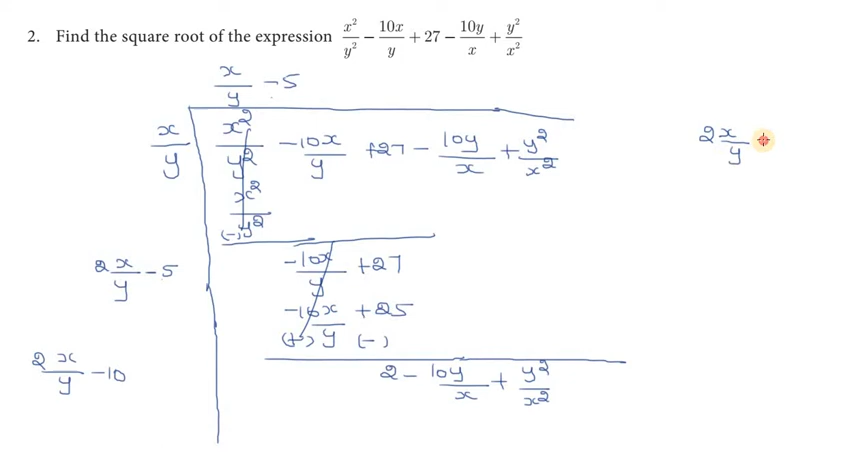 2. Find the square root of the expression x²/y² − 10x/y + 27 − 10y/x + y²/x²
x/y − 5
x/y x²/y² − 10x/y + 27 − 10y/x + y²/x² 2x/y
x²/y²
(−)
2x/y − 5 −10x/y + 27
−10x/y + 25
(+) (−)
2x/y − 10 2 − 10y/x + y²/x²